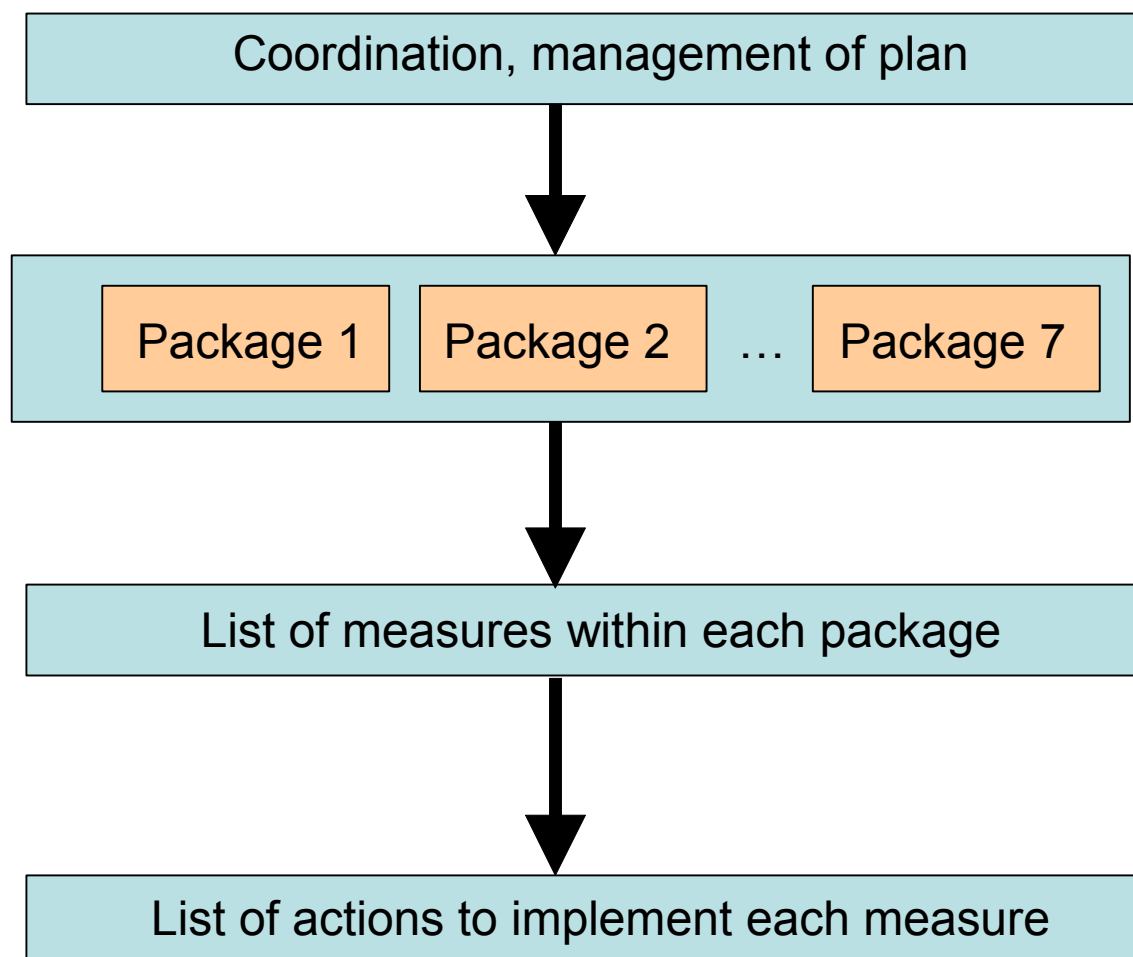 Coordination, management of plan
Package 1 Package 2 … Package 7
List of measures within each package
List of actions to implement each measure